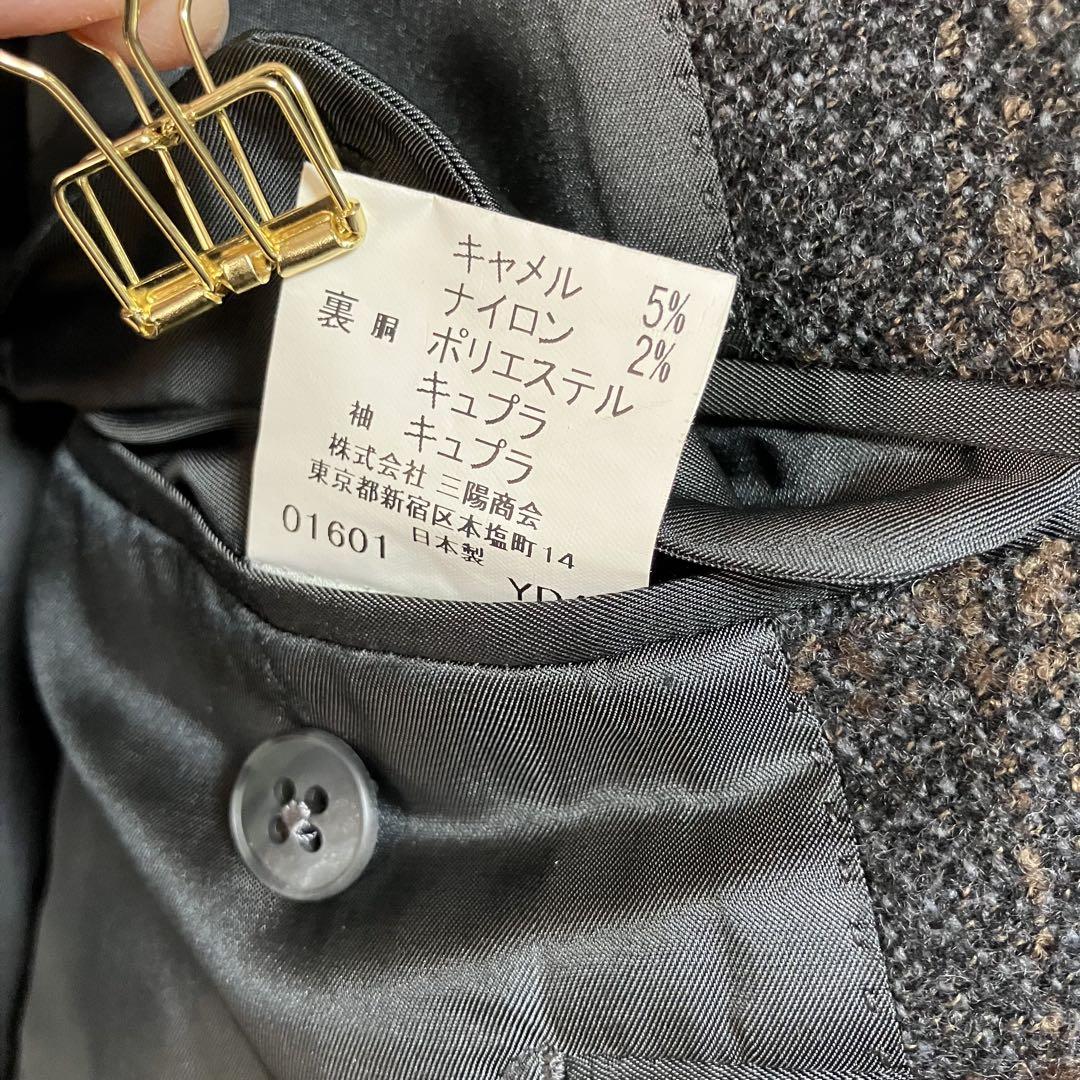 キャメル 5%
ナイロン 2%
裏 胴 ポリエステル
キュプラ
袖 キュプラ
株式会社 三陽商会
東京都新宿区本塩町14
01601 日本製